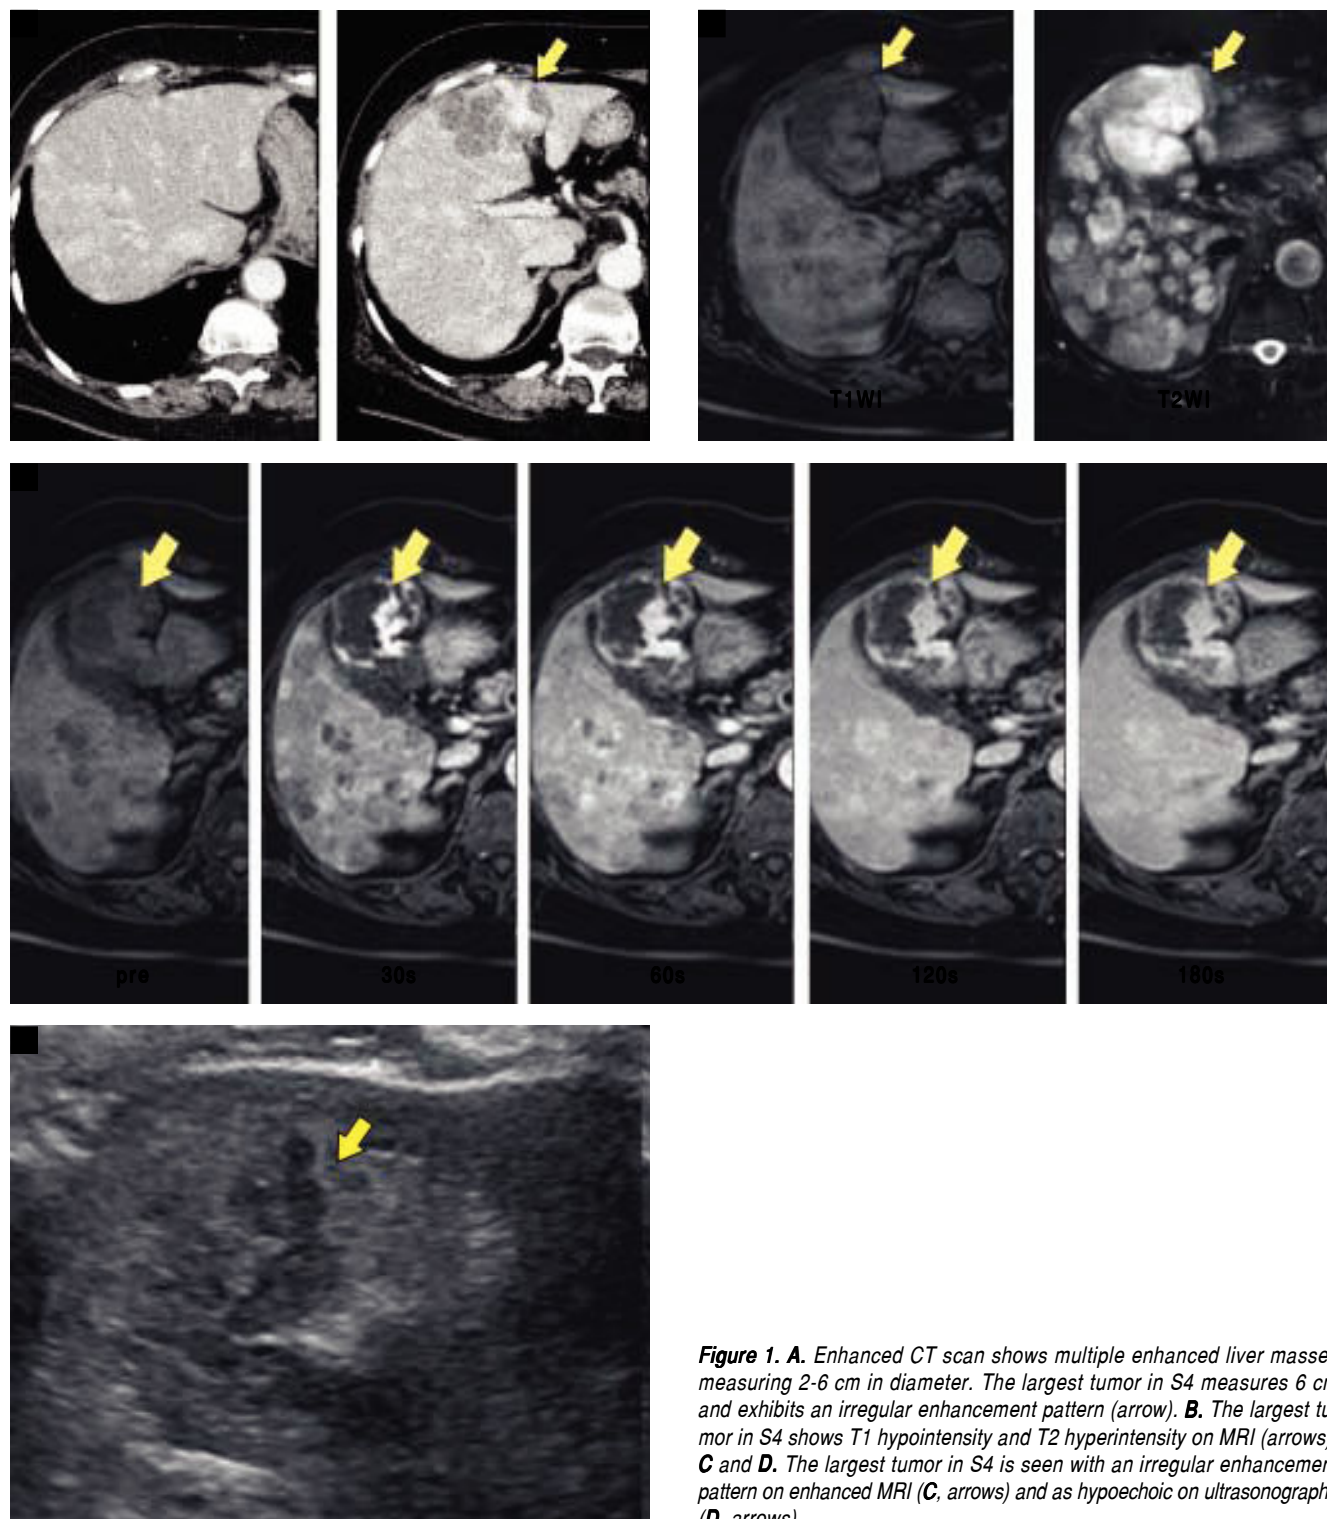 T1WI
T2WI
pre
30s
60s
120s
180s
Figure 1. A. Enhanced CT scan shows multiple enhanced liver masse
measuring 2-6 cm in diameter. The largest tumor in S4 measures 6 c
and exhibits an irregular enhancement pattern (arrow). B. The largest tu
mor in S4 shows T1 hypointensity and T2 hyperintensity on MRI (arrows
C and D. The largest tumor in S4 is seen with an irregular enhancemen
pattern on enhanced MRI (C, arrows) and as hypoechoic on ultrasonograph
(D, arrows)